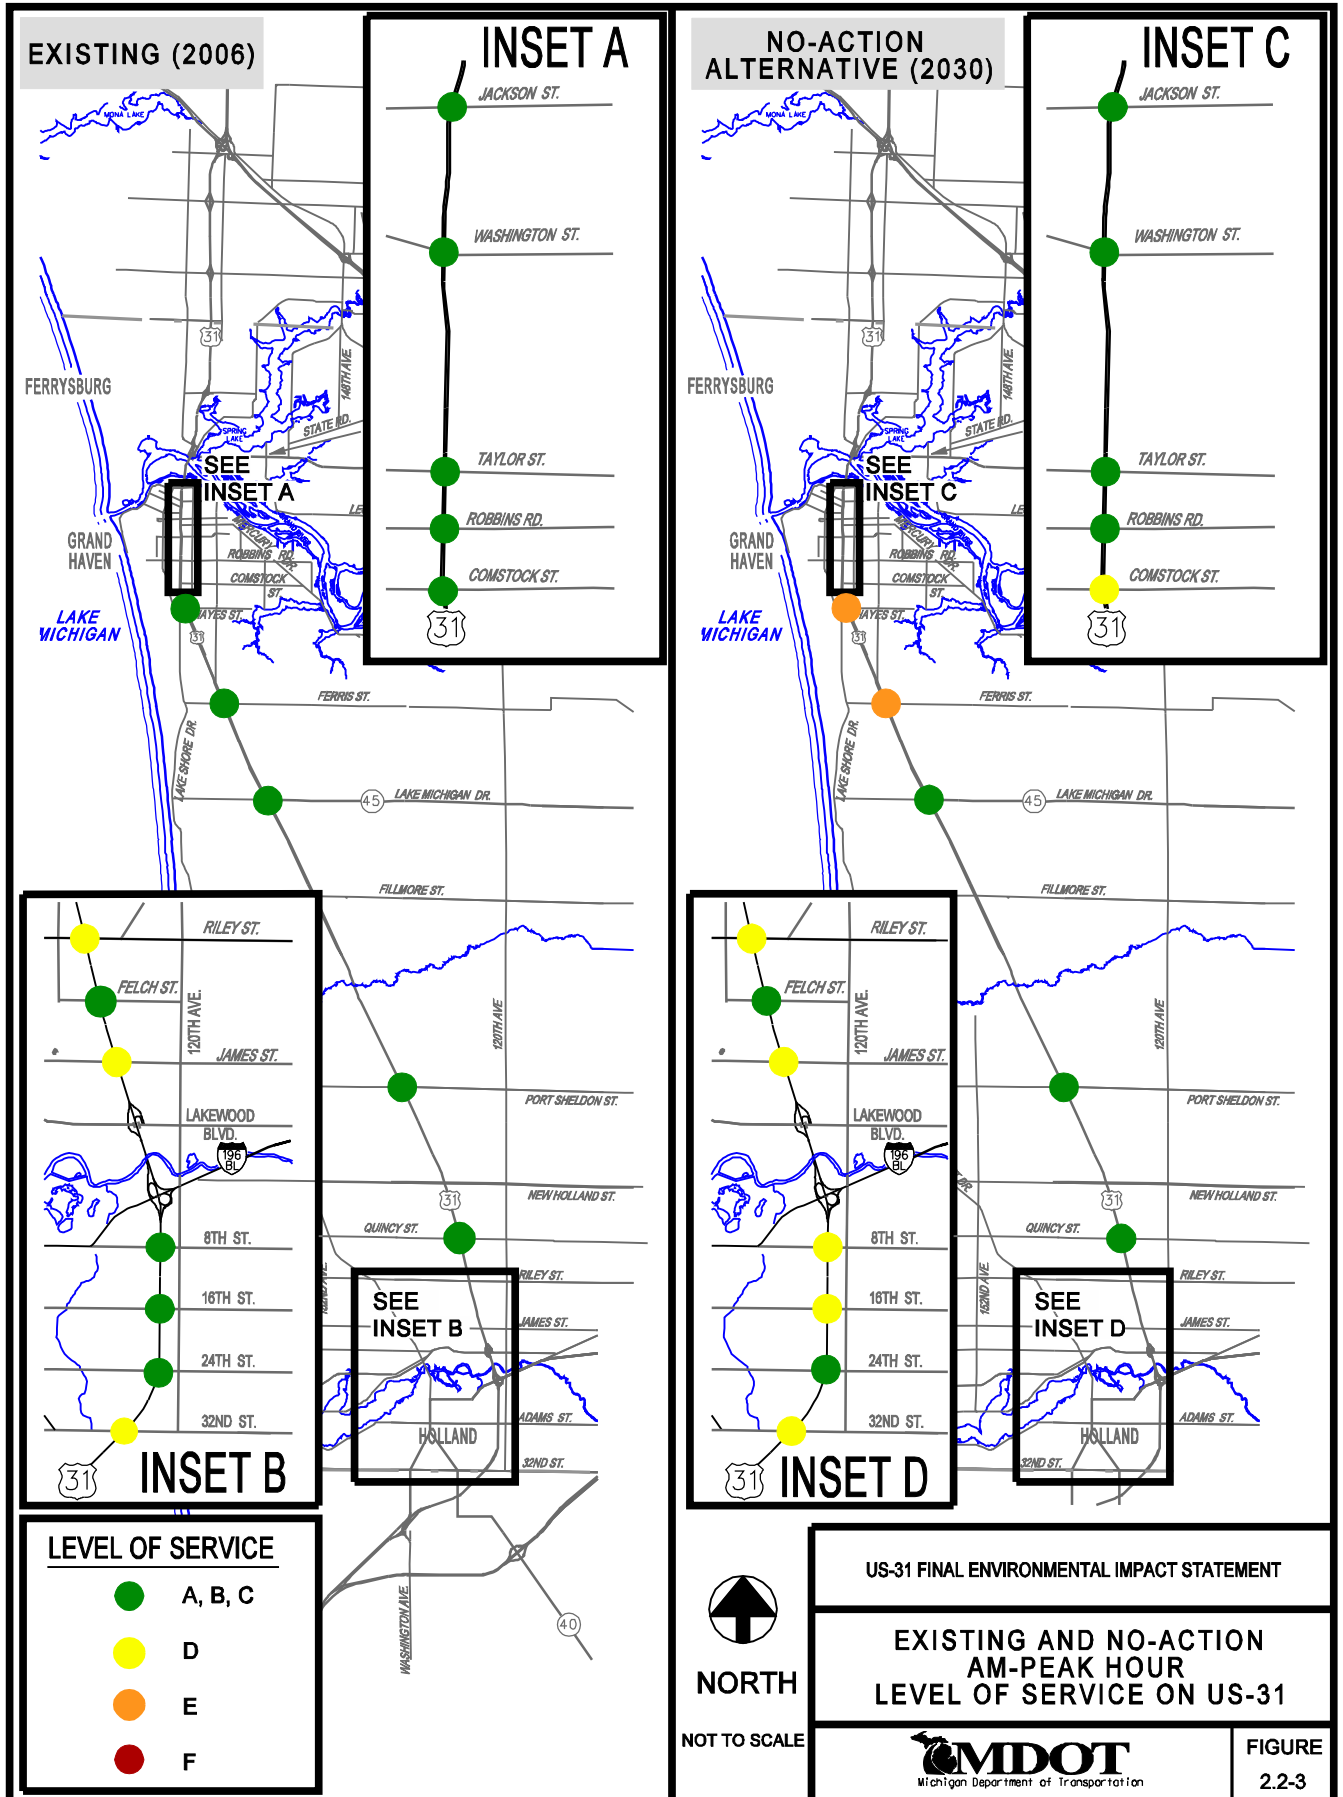 EXISTING (2006)
INSET A
JACKSON ST.
WASHINGTON ST.
TAYLOR ST.
ROBBINS RD.
COMSTOCK ST.
31
MONA LAKE
31
148TH AVE.
FERRYSBURG
SPRING
LAKE
STATE RD.
SEE
INSET A
GRAND
HAVEN
MERCURY
DR.
ROBBINS RD.
COMSTOCK
ST
HAYES ST.
31
LAKE
MICHIGAN
FERRIS ST.
LAKE SHORE DR.
45
LAKE MICHIGAN DR.
FILLMORE ST.
120TH AVE
PORT SHELDON ST.
NEW HOLLAND ST.
31
QUINCY ST.
RILEY ST.
SEE
INSET B
JAMES ST.
ADAMS ST.
HOLLAND
32ND ST.
WASHINGTON AVE.
40
RILEY ST.
FELCH ST.
120TH AVE.
JAMES ST.
LAKEWOOD
BLVD.
196
BL
8TH ST.
16TH ST.
24TH ST.
32ND ST.
31
INSET B
LEVEL OF SERVICE
A, B, C
D
E
F
NO-ACTION
ALTERNATIVE (2030)
INSET C
JACKSON ST.
WASHINGTON ST.
TAYLOR ST.
ROBBINS RD.
COMSTOCK ST.
31
MONA LAKE
31
148TH AVE.
FERRYSBURG
SPRING
LAKE
STATE RD.
SEE
INSET C
GRAND
HAVEN
MERCURY
DR.
ROBBINS RD.
COMSTOCK
ST
HAYES ST.
31
LAKE
MICHIGAN
FERRIS ST.
LAKE SHORE DR.
45
LAKE MICHIGAN DR.
FILLMORE ST.
120TH AVE
PORT SHELDON ST.
NEW HOLLAND ST.
31
QUINCY ST.
152ND AVE.
RILEY ST.
SEE
INSET D
JAMES ST.
ADAMS ST.
HOLLAND
32ND ST.
RILEY ST.
FELCH ST.
120TH AVE.
JAMES ST.
LAKEWOOD
BLVD.
196
BL
8TH ST.
16TH ST.
24TH ST.
32ND ST.
31
INSET D
NORTH
NOT TO SCALE
US-31 FINAL ENVIRONMENTAL IMPACT STATEMENT
EXISTING AND NO-ACTION
AM-PEAK HOUR
LEVEL OF SERVICE ON US-31
MDOT
Michigan Department of Transportation
FIGURE
2.2-3